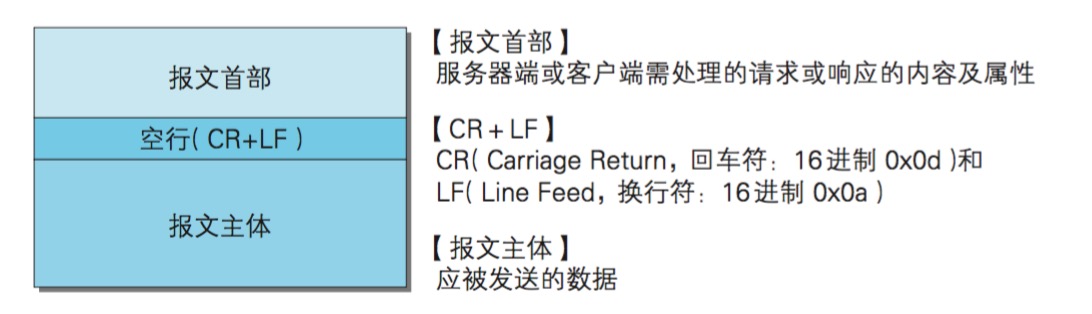 报文首部
空行( CR+LF )
报文主体
【报文首部】
服务器端或客户端需处理的请求或响应的内容及属性
【CR + LF】
CR( Carriage Return，回车符：16进制 0x0d )和
LF( Line Feed，换行符：16进制 0x0a )
【报文主体】
应被发送的数据